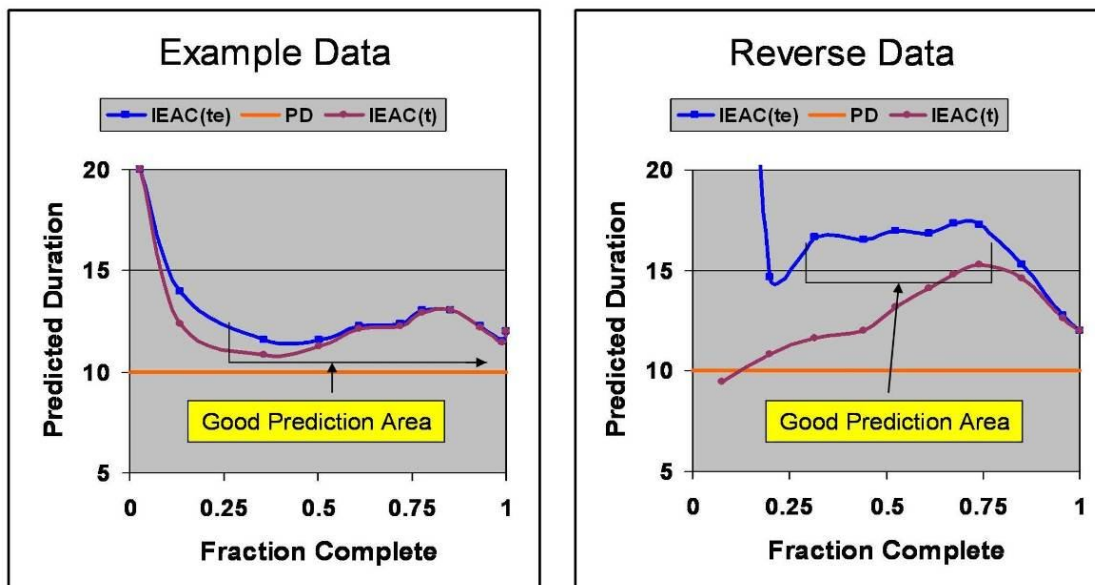 Example Data
IEAC(te) PD IEAC(t)
20
15
10
5
Predicted Duration
Good Prediction Area
0 0.25 0.5 0.75 1
Fraction Complete
Reverse Data
IEAC(te) PD IEAC(t)
20
15
10
5
Predicted Duration
Good Prediction Area
0 0.25 0.5 0.75 1
Fraction Complete